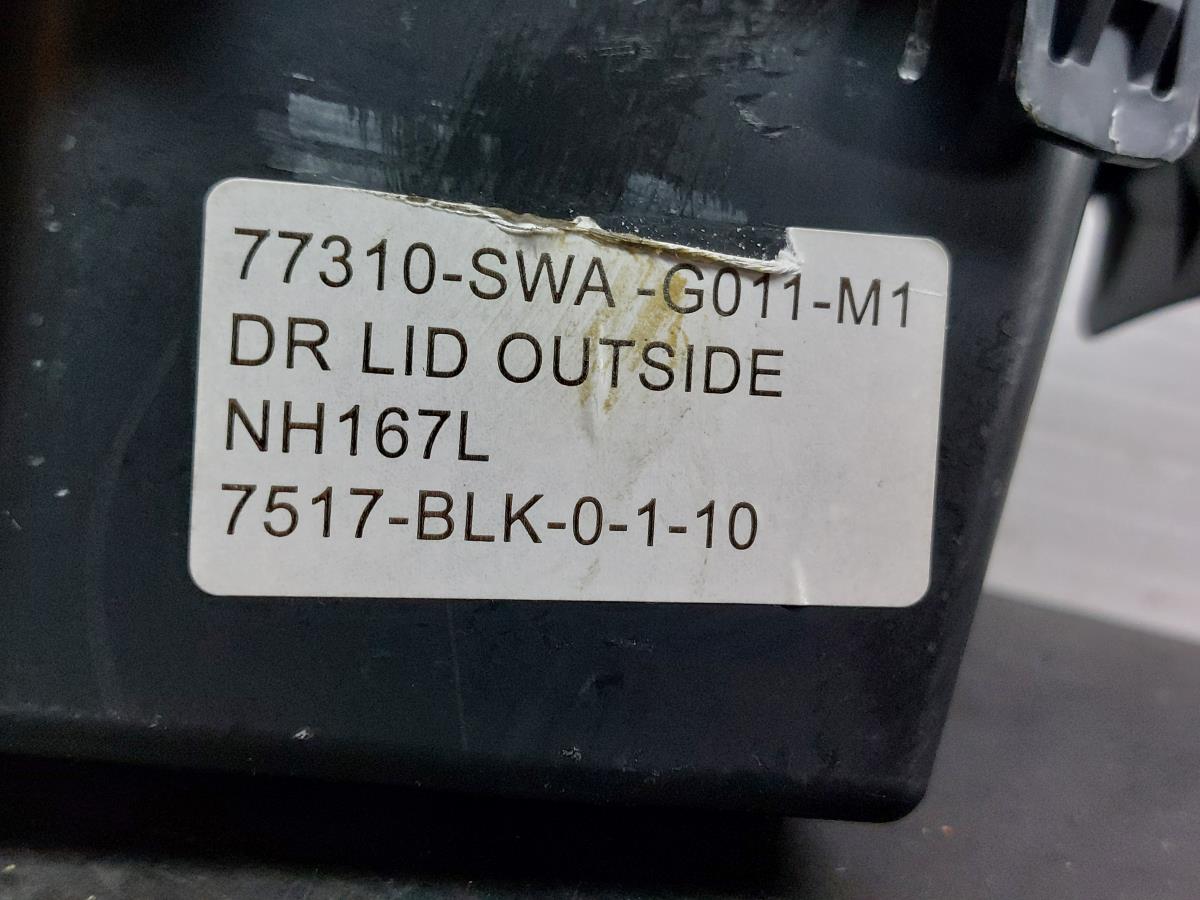 77310-SWA -G011-M1
DR LID OUTSIDE
NH167L
7517-BLK-0-1-10